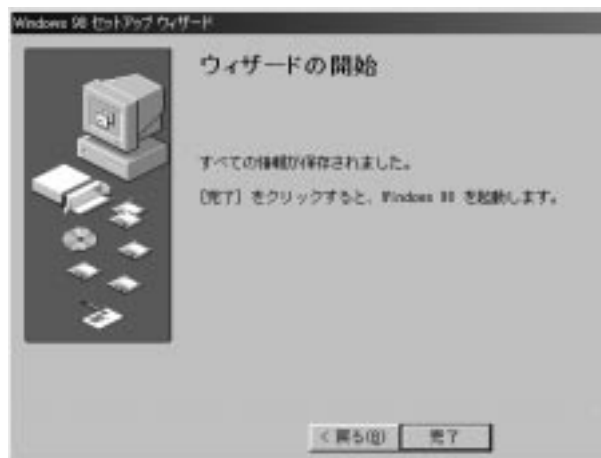 Windows 98 セットアップ ウィザード
ウィザードの開始
すべての情報が保存されました。
[完了] をクリックすると、Windows 98 を起動します。
< 戻る(B)
完了